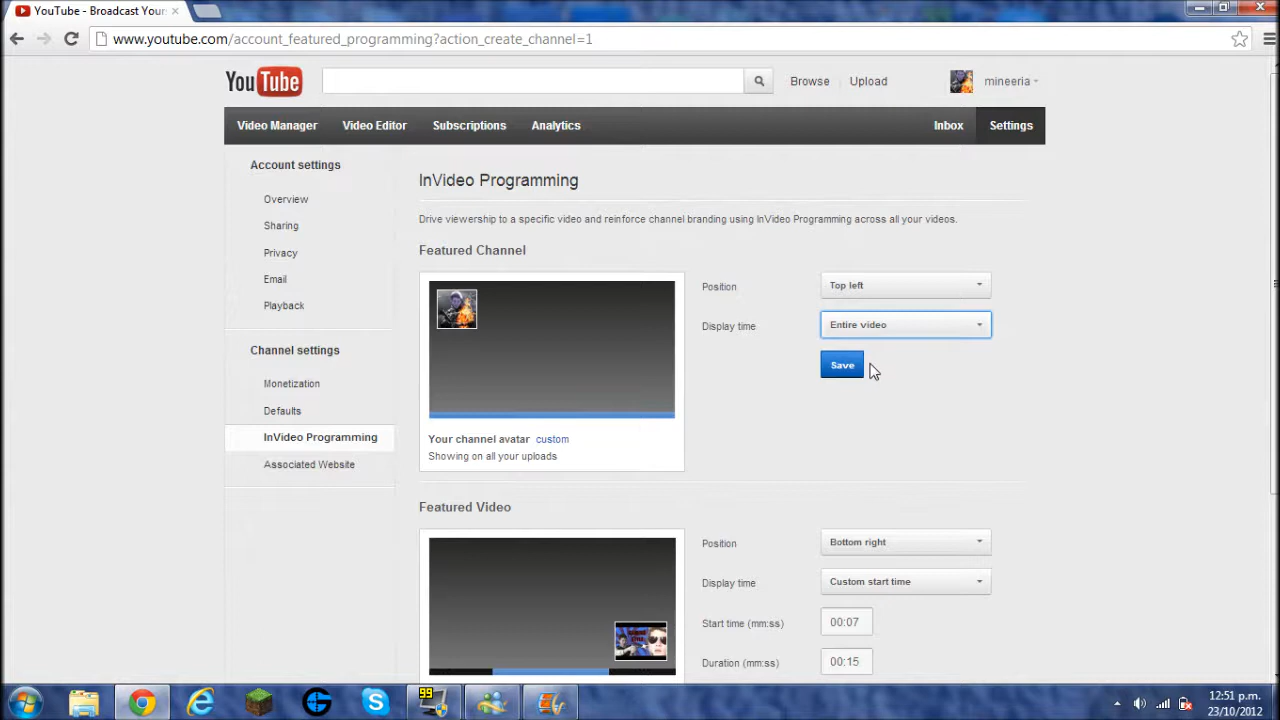 YouTube - Broadcast Your
www.youtube.com/account_featured_programming?action_create_channel=1
YouTube
Browse
Upload
mineeria
Video Manager
Video Editor
Subscriptions
Analytics
Inbox
Settings
Account settings
Overview
Sharing
Privacy
Email
Playback
Channel settings
Monetization
Defaults
InVideo Programming
Associated Website
InVideo Programming
Drive viewership to a specific video and reinforce channel branding using InVideo Programming across all your videos.
Featured Channel
Your channel avatar custom
Showing on all your uploads
Position
Top left
Display time
Entire video
Save
Featured Video
Position
Bottom right
Display time
Custom start time
Start time (mm:ss)
00:07
Duration (mm:ss)
00:15
99
12:51 p.m.
23/10/2012